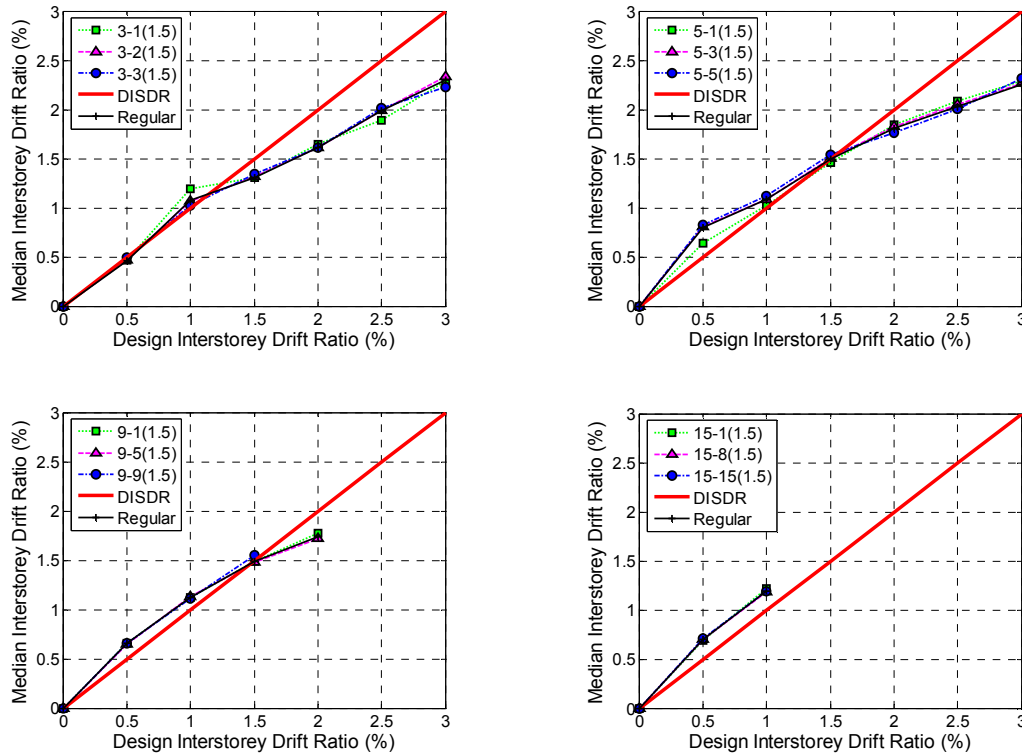 3
2.5
2
1.5
1
0.5
0
Median Interstorey Drift Ratio (%)
3-1(1.5)
3-2(1.5)
3-3(1.5)
DISDR
Regular
0 0.5 1 1.5 2 2.5 3
Design Interstorey Drift Ratio (%)
3
2.5
2
1.5
1
0.5
0
Median Interstorey Drift Ratio (%)
5-1(1.5)
5-3(1.5)
5-5(1.5)
DISDR
Regular
0 0.5 1 1.5 2 2.5 3
Design Interstorey Drift Ratio (%)
3
2.5
2
1.5
1
0.5
0
Median Interstorey Drift Ratio (%)
9-1(1.5)
9-5(1.5)
9-9(1.5)
DISDR
Regular
0 0.5 1 1.5 2 2.5 3
Design Interstorey Drift Ratio (%)
3
2.5
2
1.5
1
0.5
0
Median Interstorey Drift Ratio (%)
15-1(1.5)
15-8(1.5)
15-15(1.5)
DISDR
Regular
0 0.5 1 1.5 2 2.5 3
Design Interstorey Drift Ratio (%)